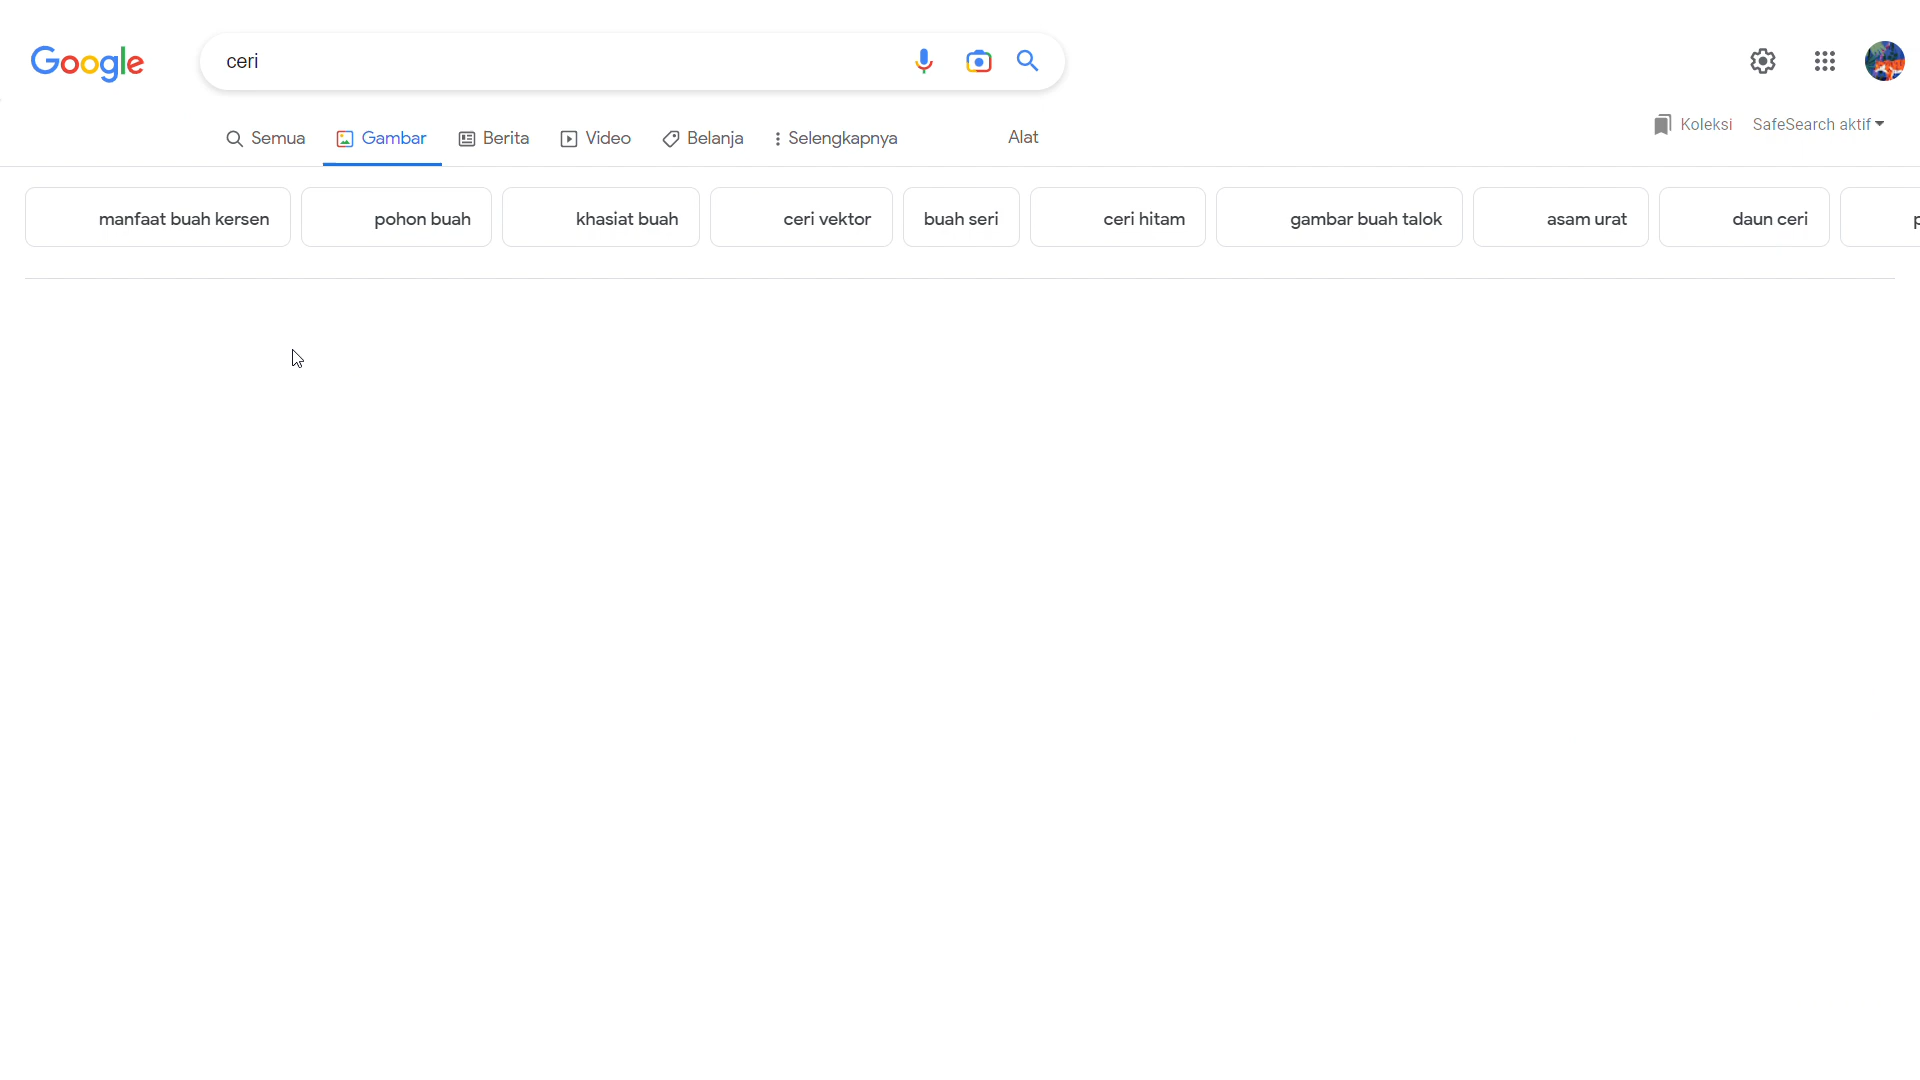 Google
ceri
Semua Gambar Berita Video Belanja Selengkapnya Alat
Koleksi SafeSearch aktif
manfaat buah kersen pohon buah khasiat buah ceri vektor buah seri ceri hitam gambar buah talok asam urat daun ceri